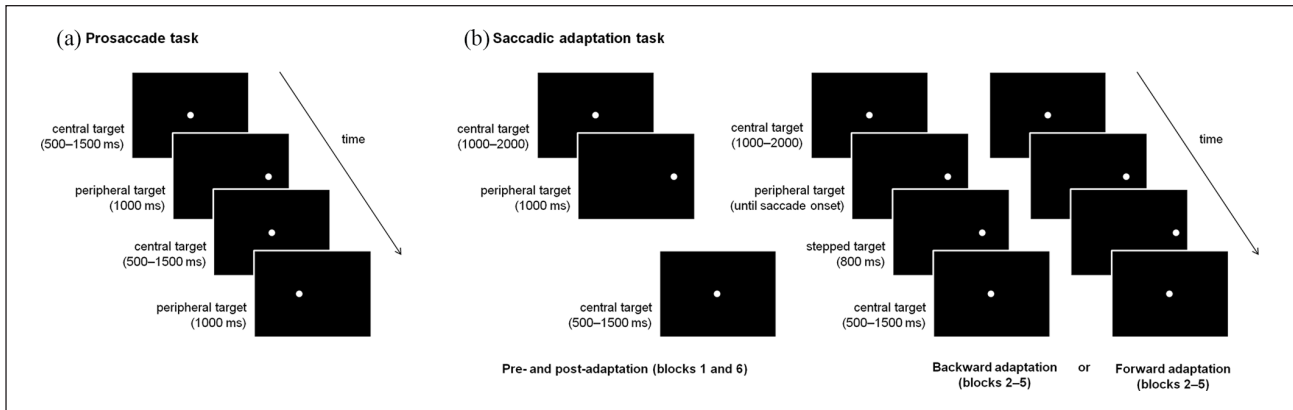 (a) Prosaccade task
central target
(500–1500 ms)
time
peripheral target
(1000 ms)
central target
(500–1500 ms)
peripheral target
(1000 ms)
(b) Saccadic adaptation task
central target
(1000–2000)
peripheral target
(1000 ms)
central target
(500–1500 ms)
Pre- and post-adaptation (blocks 1 and 6)
central target
(1000–2000)
time
peripheral target
(until saccade onset)
stepped target
(800 ms)
central target
(500–1500 ms)
Backward adaptation or Forward adaptation
(blocks 2–5) (blocks 2–5)